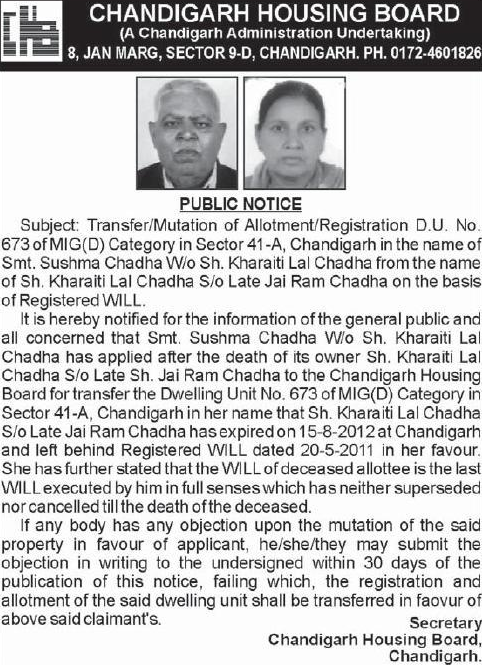 CHANDIGARH HOUSING BOARD
(A Chandigarh Administration Undertaking)
8, JAN MARG, SECTOR 9-D, CHANDIGARH. PH. 0172-4601826
PUBLIC NOTICE
Subject: Transfer/Mutation of Allotment/Registration D.U. No.
673 of MIG(D) Category in Sector 41-A, Chandigarh in the name of
Smt. Sushma Chadha W/o Sh. Kharaiti Lal Chadha from the name
of Sh. Kharaiti Lal Chadha S/o Late Jai Ram Chadha on the basis
of Registered WILL.
It is hereby notified for the information of the general public and
all concerned that Smt. Sushma Chadha W/o Sh. Kharaiti Lal
Chadha has applied after the death of its owner Sh. Kharaiti Lal
Chadha S/o Late Sh. Jai Ram Chadha to the Chandigarh Housing
Board for transfer the Dwelling Unit No. 673 of MIG(D) Category in
Sector 41-A, Chandigarh in her name that Sh. Kharaiti Lal Chadha
S/o Late Jai Ram Chadha has expired on 15-8-2012 at Chandigarh
and left behind Registered WILL dated 20-5-2011 in her favour.
She has further stated that the WILL of deceased allottee is the last
WILL executed by him in full senses which has neither superseded
nor cancelled till the death of the deceased.
If any body has any objection upon the mutation of the said
property in favour of applicant, he/she/they may submit the
objection in writing to the undersigned within 30 days of the
publication of this notice, failing which, the registration and
allotment of the said dwelling unit shall be transferred in faovur of
above said claimant's.
Secretary
Chandigarh Housing Board,
Chandigarh.